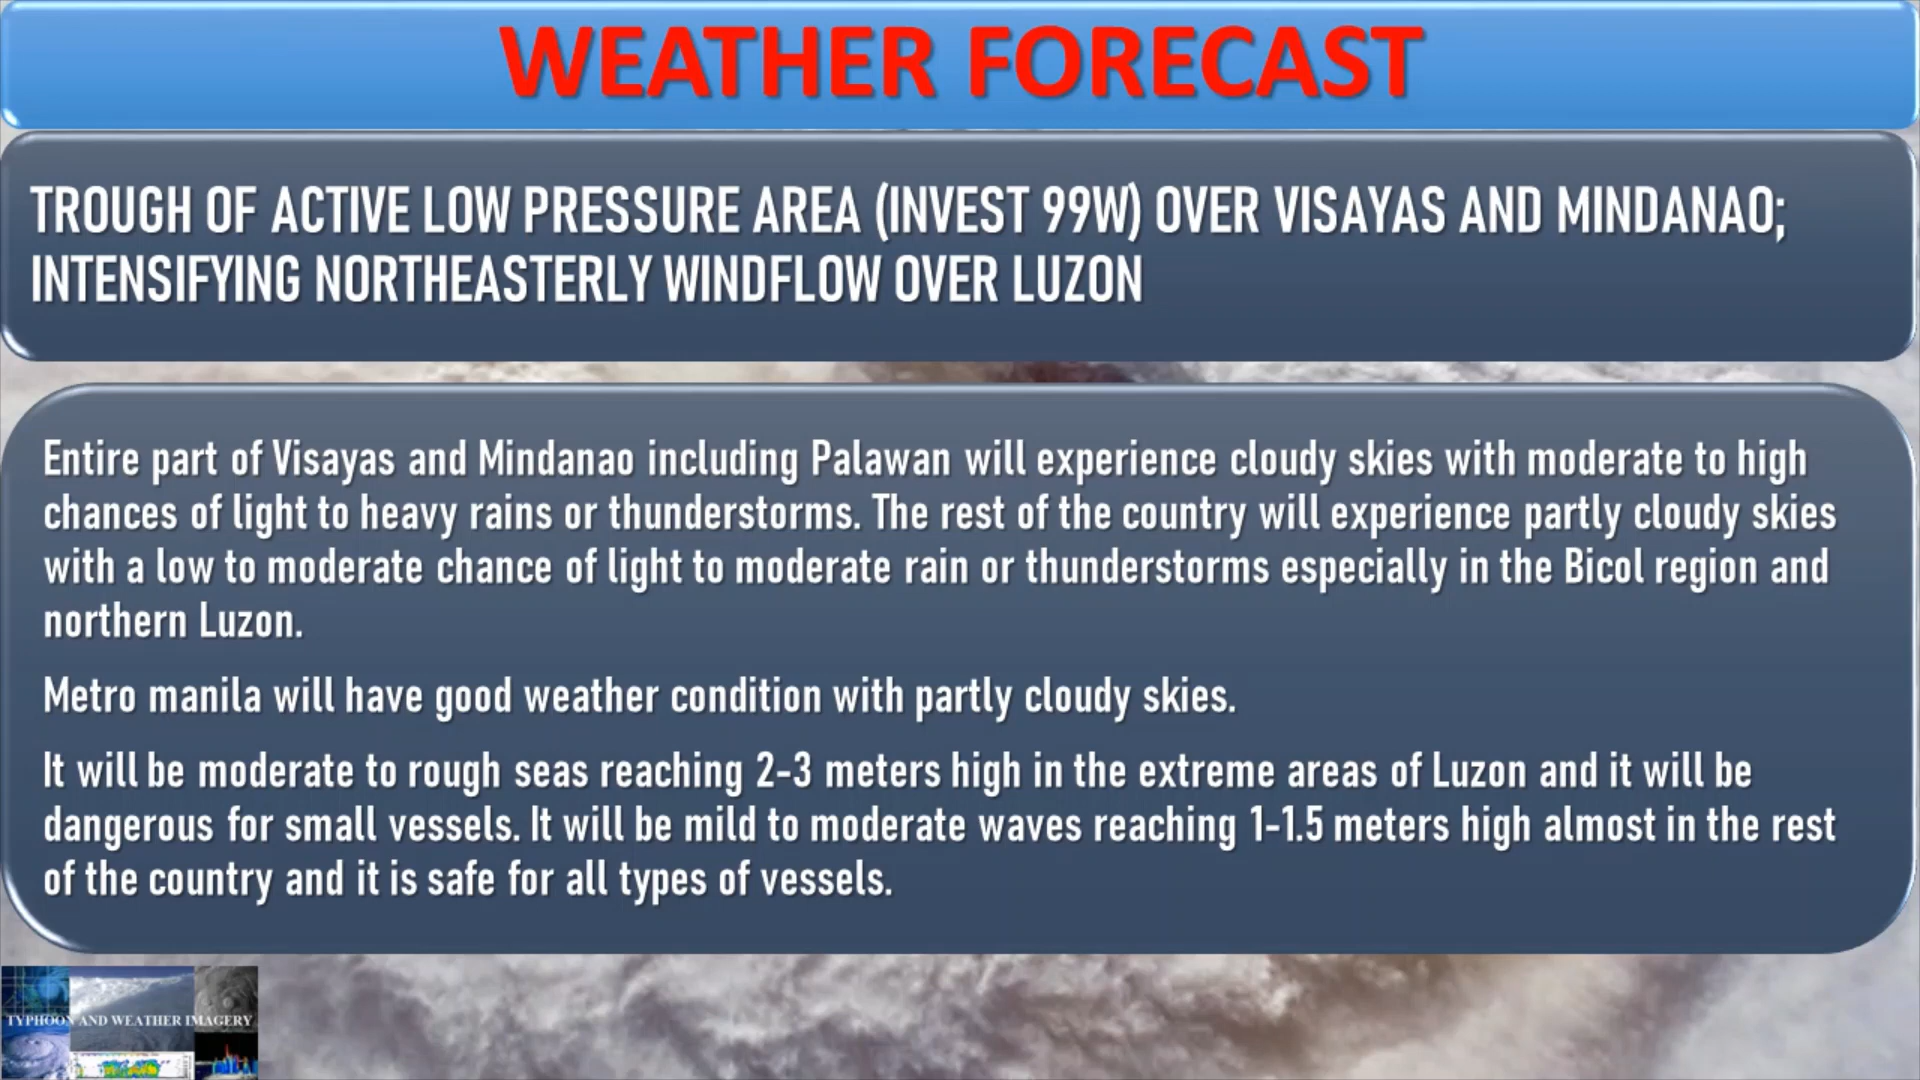 WEATHER FORECAST
TROUGH OF ACTIVE LOW PRESSURE AREA (INVEST 99W) OVER VISAYAS AND MINDANAO;
INTENSIFYING NORTHEASTERLY WINDFLOW OVER LUZON
Entire part of Visayas and Mindanao including Palawan will experience cloudy skies with moderate to high
chances of light to heavy rains or thunderstorms. The rest of the country will experience partly cloudy skies
with a low to moderate chance of light to moderate rain or thunderstorms especially in the Bicol region and
northern Luzon.
Metro manila will have good weather condition with partly cloudy skies.
It will be moderate to rough seas reaching 2-3 meters high in the extreme areas of Luzon and it will be
dangerous for small vessels. It will be mild to moderate waves reaching 1-1.5 meters high almost in the rest
of the country and it is safe for all types of vessels.
TYPHOON AND WEATHER IMAGERY